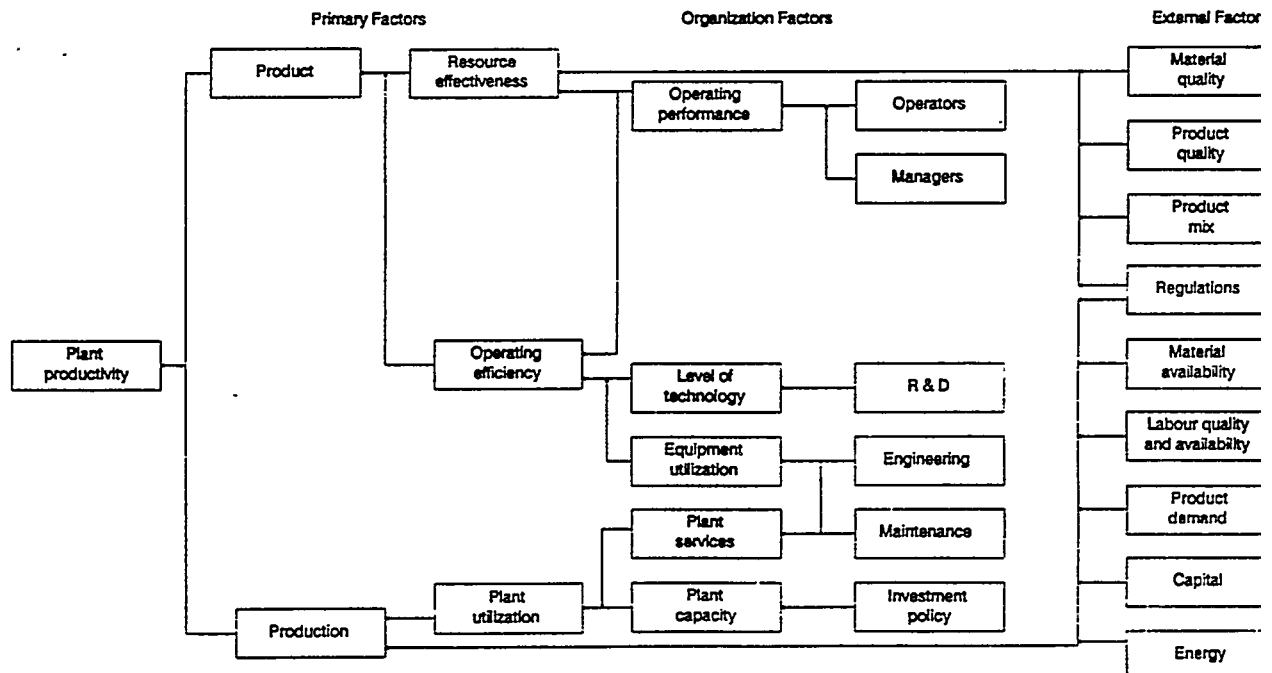 Primary Factors
Organization Factors
External Factor
Product
Resource
effectiveness
Operating
performance
Operators
Managers
Material
quality
Product
quality
Product
mix
Regulations
Plant
productivity
Operating
efficiency
Level of
technology
R & D
Material
availability
Equipment
utilization
Engineering
Labour quality
and availability
Plant
services
Maintenance
Product
demand
Production
Plant
utilization
Plant
capacity
Investment
policy
Capital
Energy